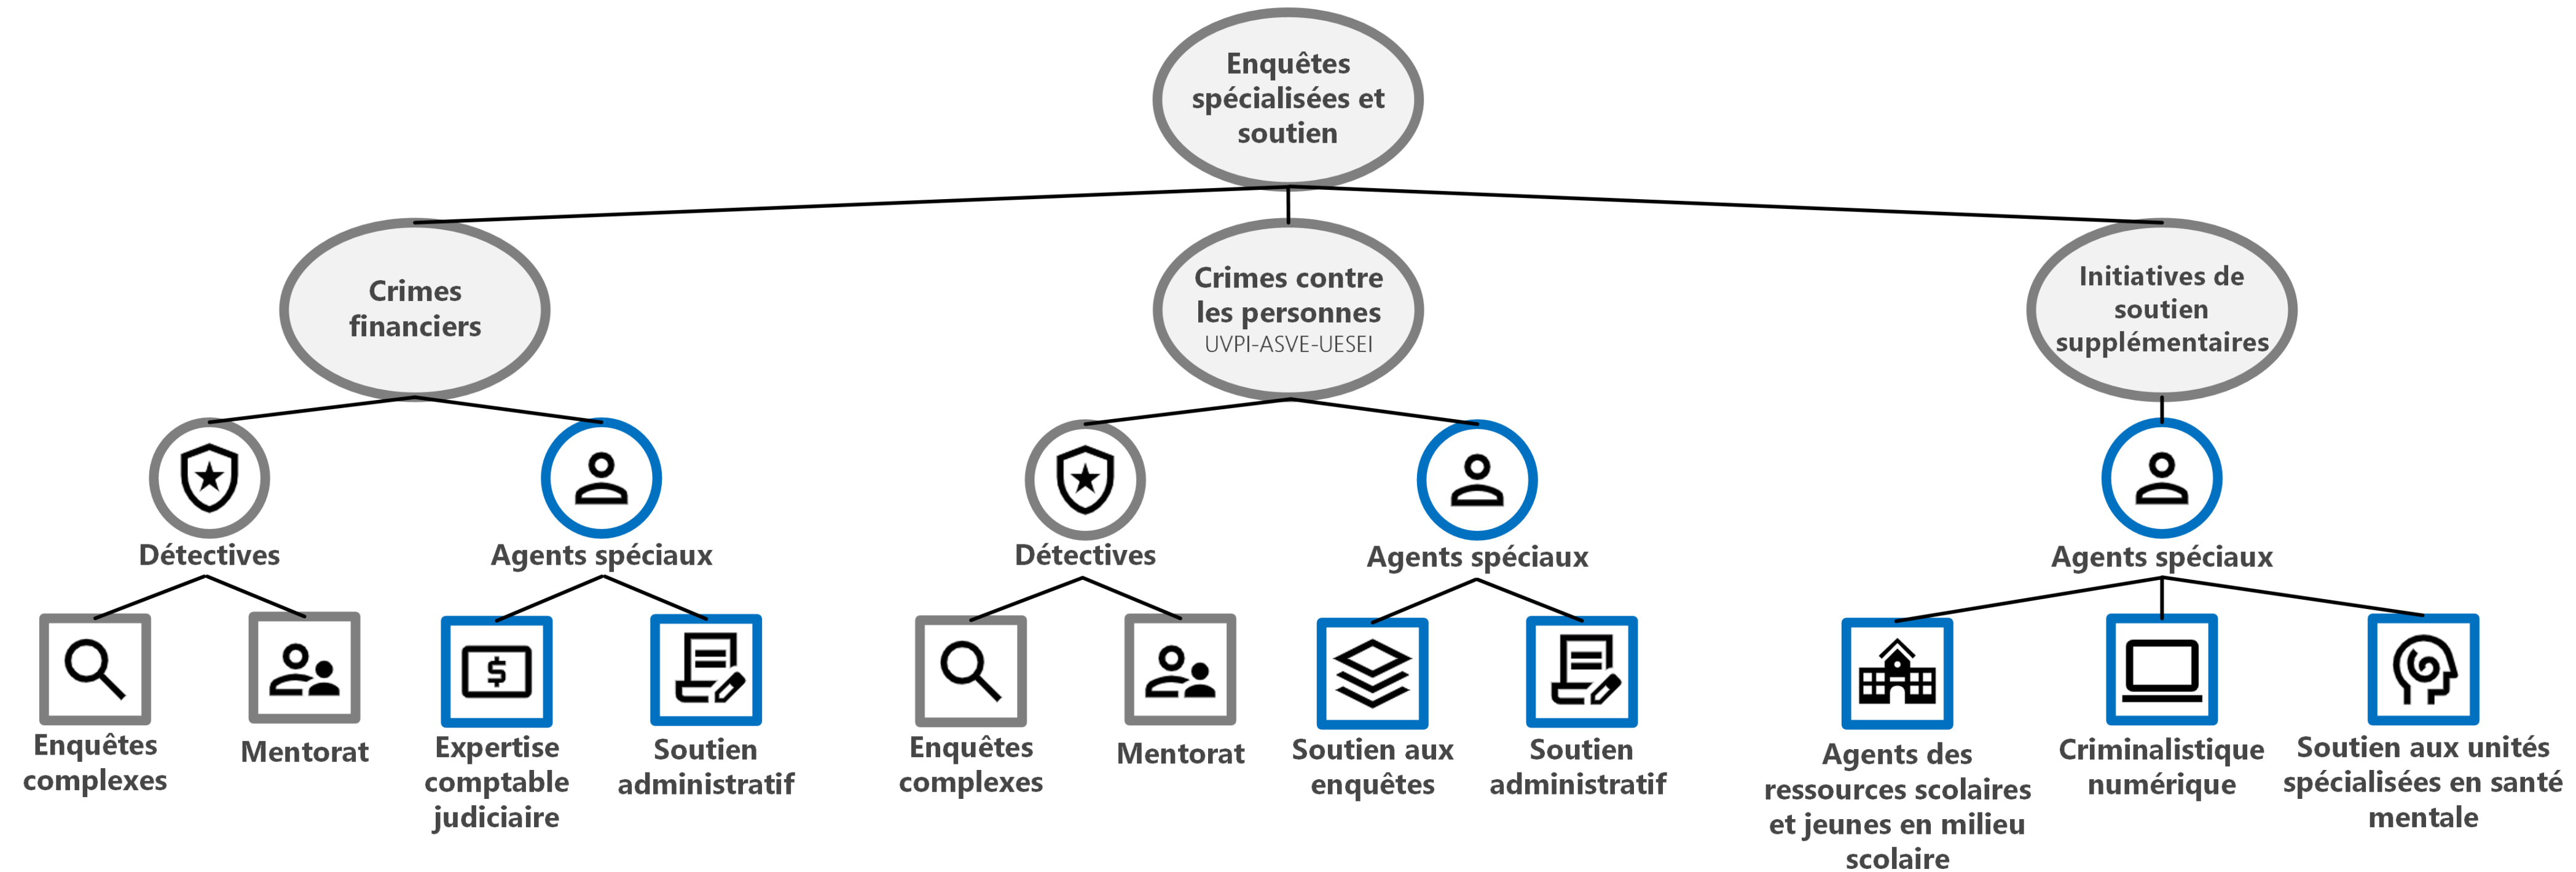 Enquêtes
spécialisées et
soutien
Crimes
financiers
Crimes contre
les personnes
UVPI-ASVE-UESEI
Initiatives de
soutien
supplémentaires
Détectives
Agents spéciaux
Détectives
Agents spéciaux
Agents spéciaux
$
Enquêtes
complexes
Mentorat
Expertise
comptable
judiciaire
Soutien
administratif
Enquêtes
complexes
Mentorat
Soutien aux
enquêtes
Soutien
administratif
Agents des
ressources scolaires
et jeunes en milieu
scolaire
Criminalistique
numérique
Soutien aux unités
spécialisées en santé
mentale